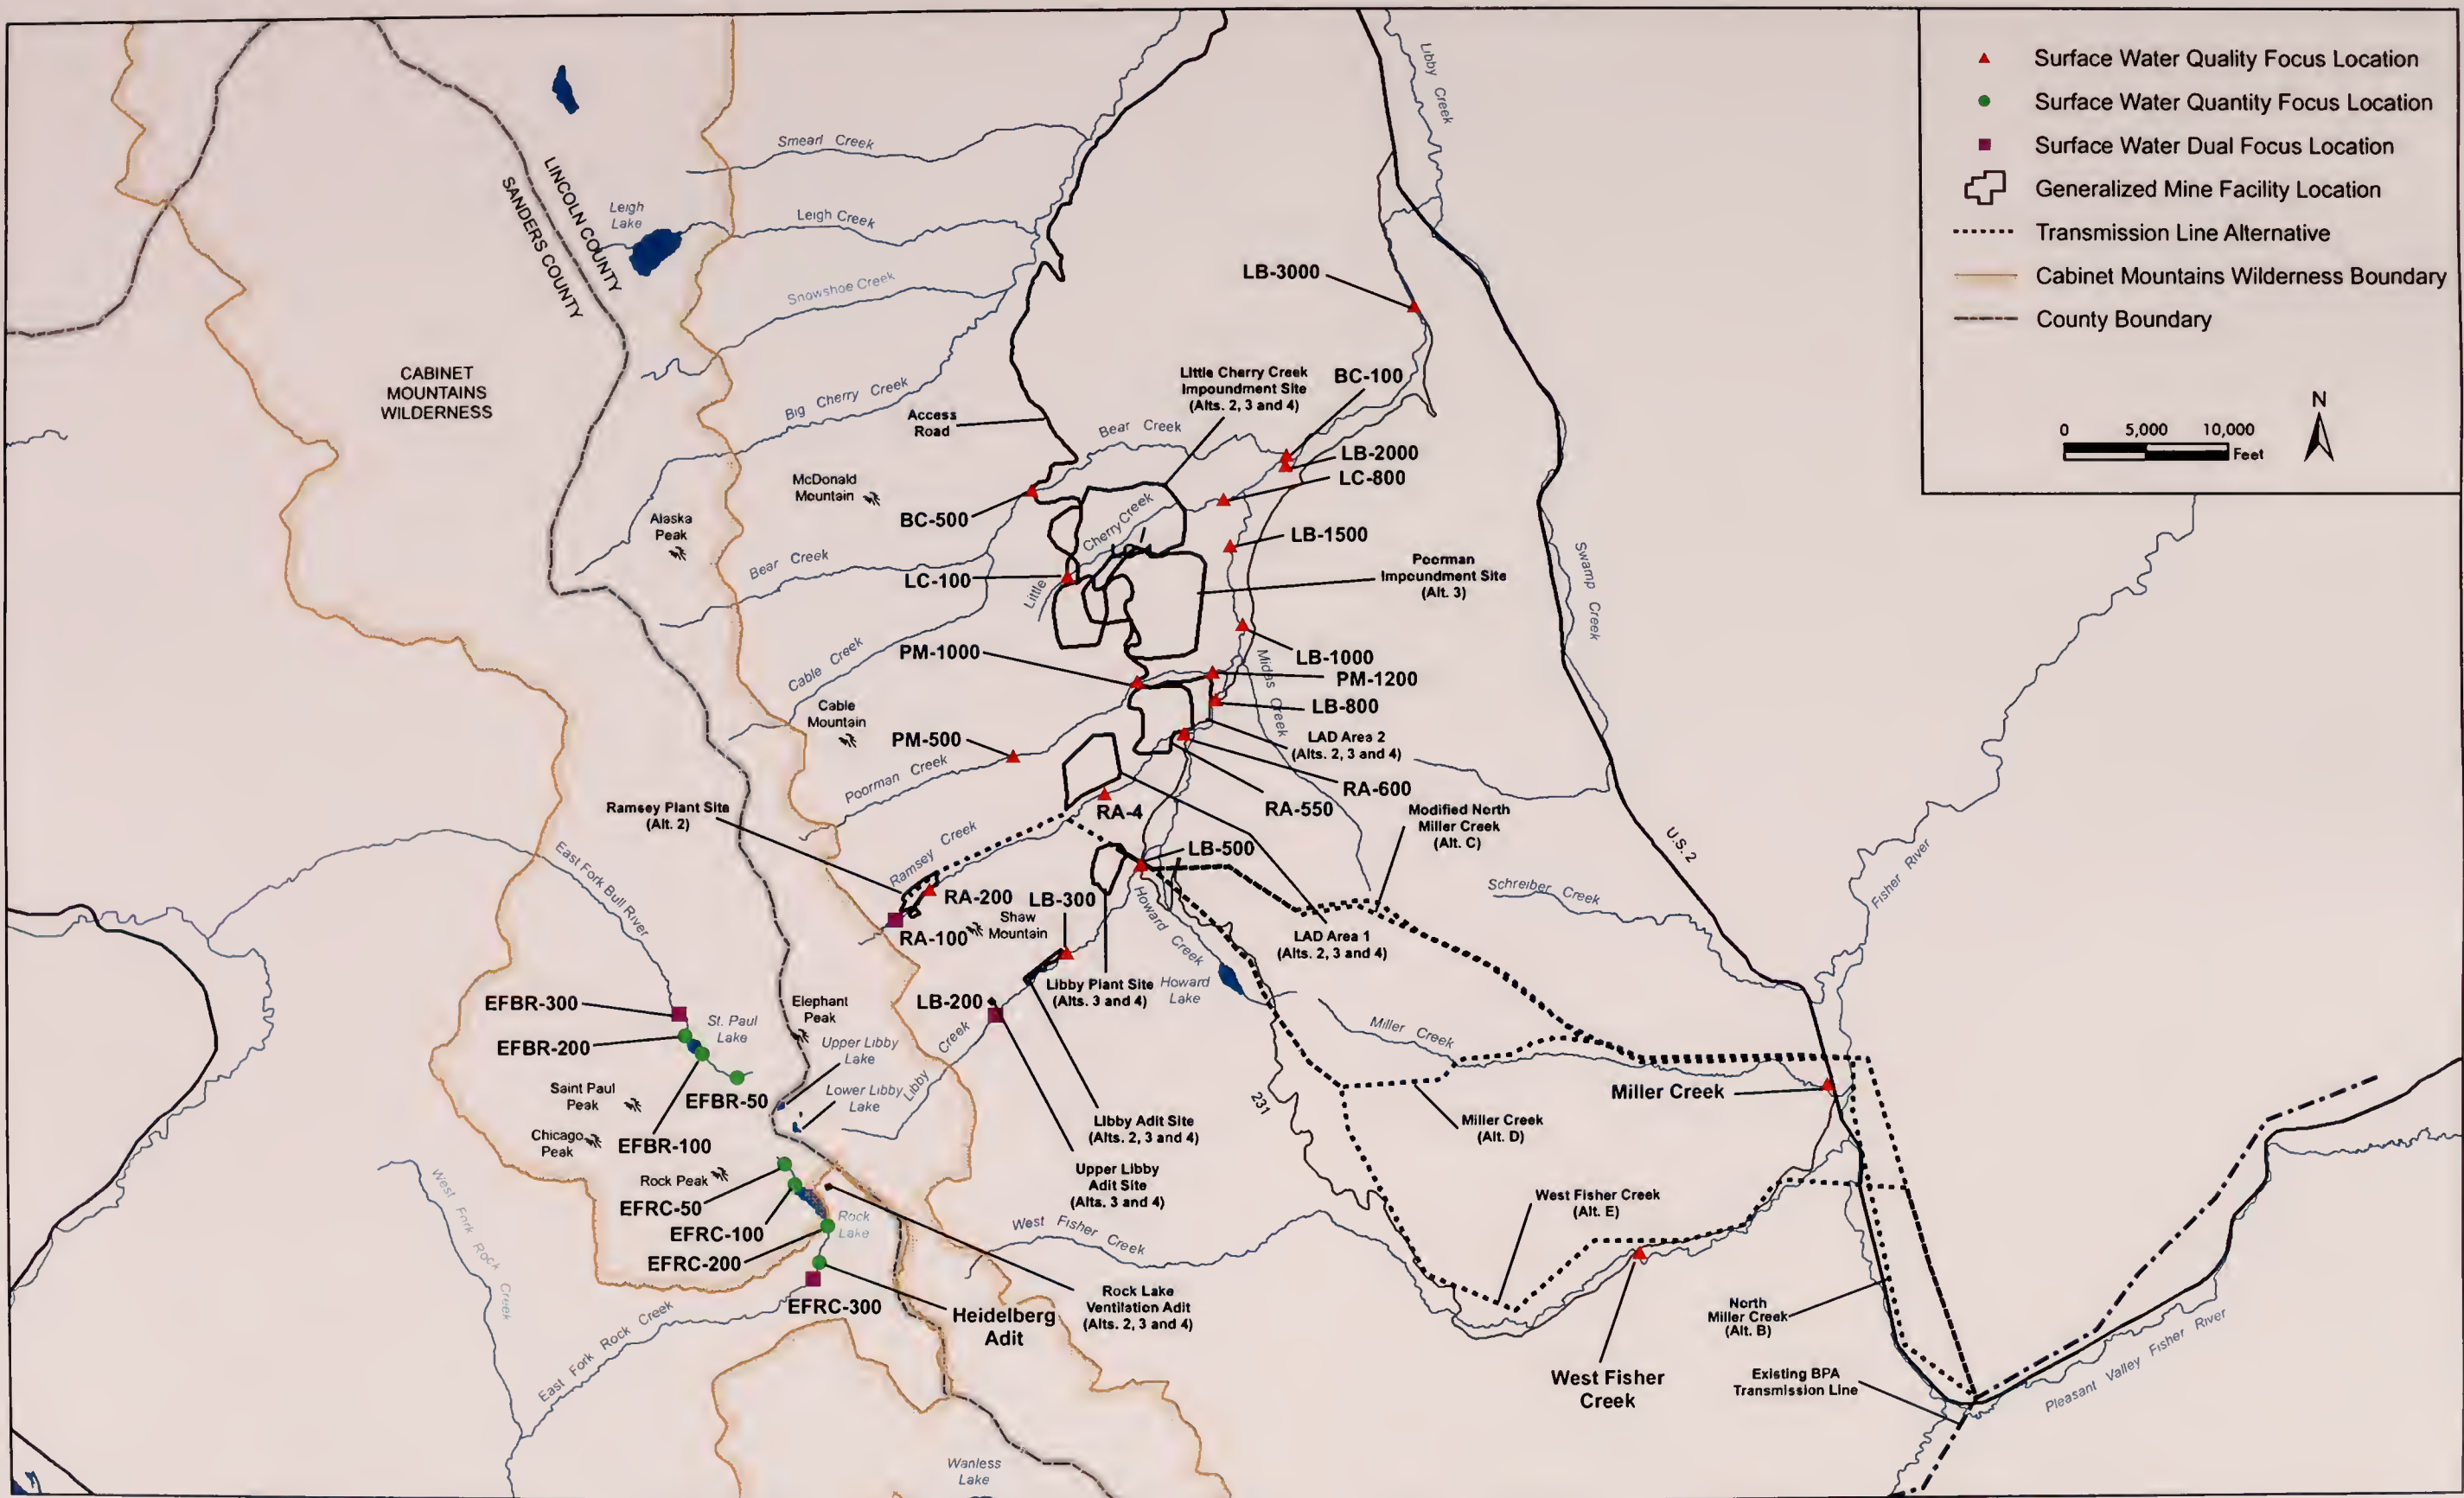 Surface Water Quality Focus Location
Surface Water Quantity Focus Location
Surface Water Dual Focus Location
Generalized Mine Facility Location
Transmission Line Alternative
Cabinet Mountains Wilderness Boundary
County Boundary
N
0 5,000 10,000
Feet
Libby Creek
Smearl Creek
LINCOLN COUNTY
SANDERS COUNTY
Leigh
Lake
Leigh Creek
Snowshoe Creek
LB-3000
CABINET
MOUNTAINS
WILDERNESS
Big Cherry Creek
Access
Road
Little Cherry Creek
Impoundment Site
(Alts. 2, 3 and 4)
BC-100
Bear Creek
LB-2000
LC-800
McDonald
Mountain
BC-500
Alaska
Peak
Little Cherry Creek
LB-1500
Bear Creek
LC-100
Poorman
Impoundment Site
(Alt. 3)
Swamp Creek
Cable Creek
PM-1000
LB-1000
PM-1200
Midas Creek
LB-800
Cable
Mountain
PM-500
LAD Area 2
(Alts. 2, 3 and 4)
Poorman Creek
RA-600
RA-550
RA-4
Ramsey Plant Site
(Alt. 2)
Modified North
Miller Creek
(Alt. C)
U.S. 2
Ramsey Creek
LB-500
East Fork Bull River
Schreiber Creek
Fisher River
RA-200
LB-300
Shaw
Mountain
RA-100
Howard Creek
LAD Area 1
(Alts. 2, 3 and 4)
Libby Plant Site
(Alts. 3 and 4)
Howard
Lake
LB-200
EFBR-300
St. Paul
Lake
Elephant
Peak
EFBR-200
Upper Libby
Lake
Libby Creek
Miller Creek
Saint Paul
Peak
EFBR-50
Lower Libby
Lake
231
Miller Creek
Libby Adit Site
(Alts. 2, 3 and 4)
Miller Creek
(Alt. D)
Chicago
Peak
EFBR-100
Upper Libby
Adit Site
(Alts. 3 and 4)
Rock Peak
EFRC-50
West Fork Rock Creek
EFRC-100
Rock
Lake
West Fisher Creek
West Fisher Creek
(Alt. E)
EFRC-200
EFRC-300
Heidelberg
Adit
Rock Lake
Ventilation Adit
(Alts. 2, 3 and 4)
East Fork Rock Creek
North
Miller Creek
(Alt. B)
West Fisher
Creek
Existing BPA
Transmission Line
Pleasant Valley Fisher River
Wanless
Lake